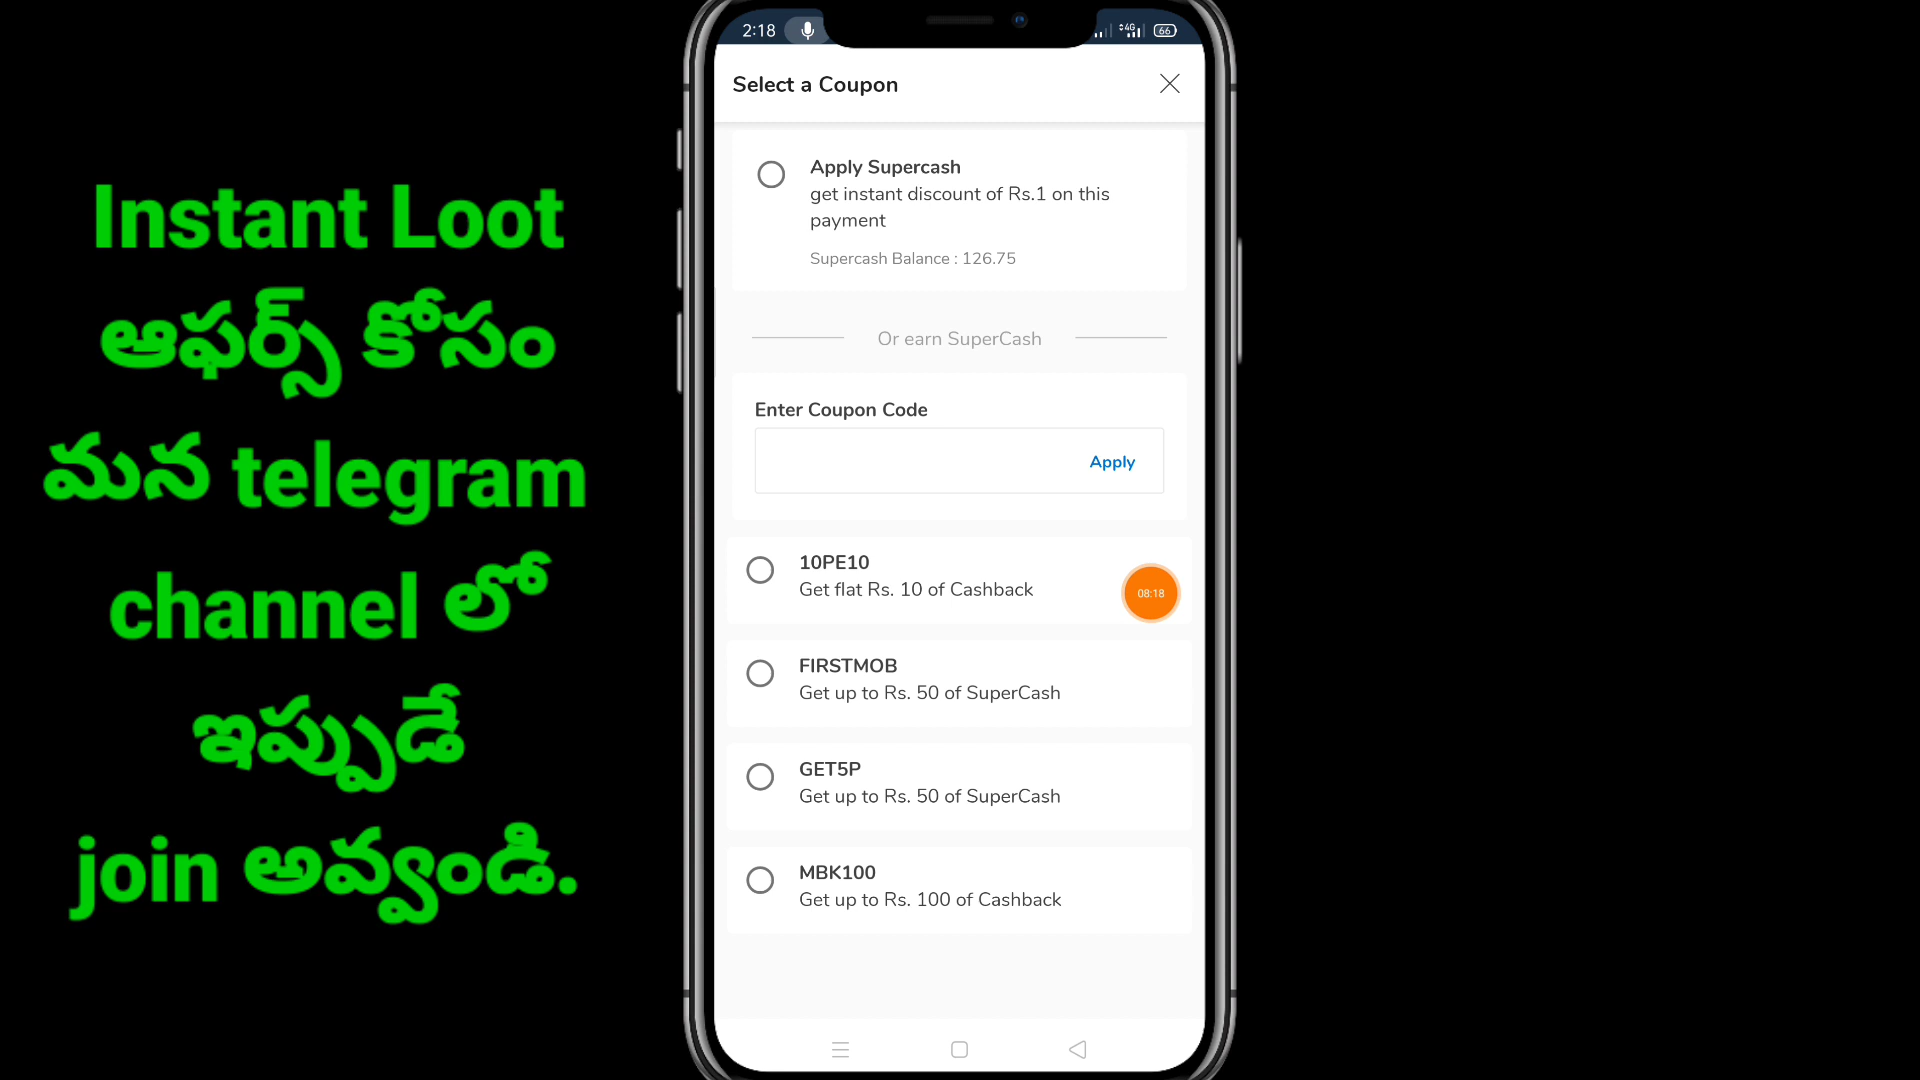 Instant Loot
ఆఫర్స్ కోసం
మన telegram
channel లో
ఇప్పుడే
join అవ్వండి.
2:18
4G
66
Select a Coupon
Apply Supercash
get instant discount of Rs.1 on this
payment
Supercash Balance : 126.75
Or earn SuperCash
Enter Coupon Code
Apply
10PE10
Get flat Rs. 10 of Cashback
08:18
FIRSTMOB
Get up to Rs. 50 of SuperCash
GET5P
Get up to Rs. 50 of SuperCash
MBK100
Get up to Rs. 100 of Cashback